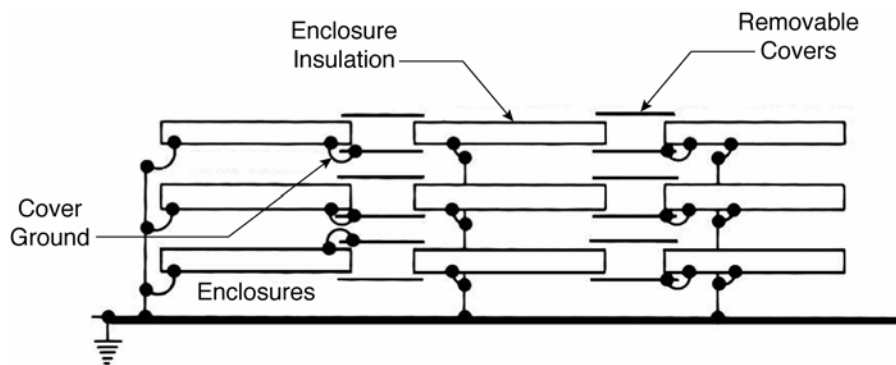 Enclosure
Insulation
Removable
Covers
Cover
Ground
Enclosures